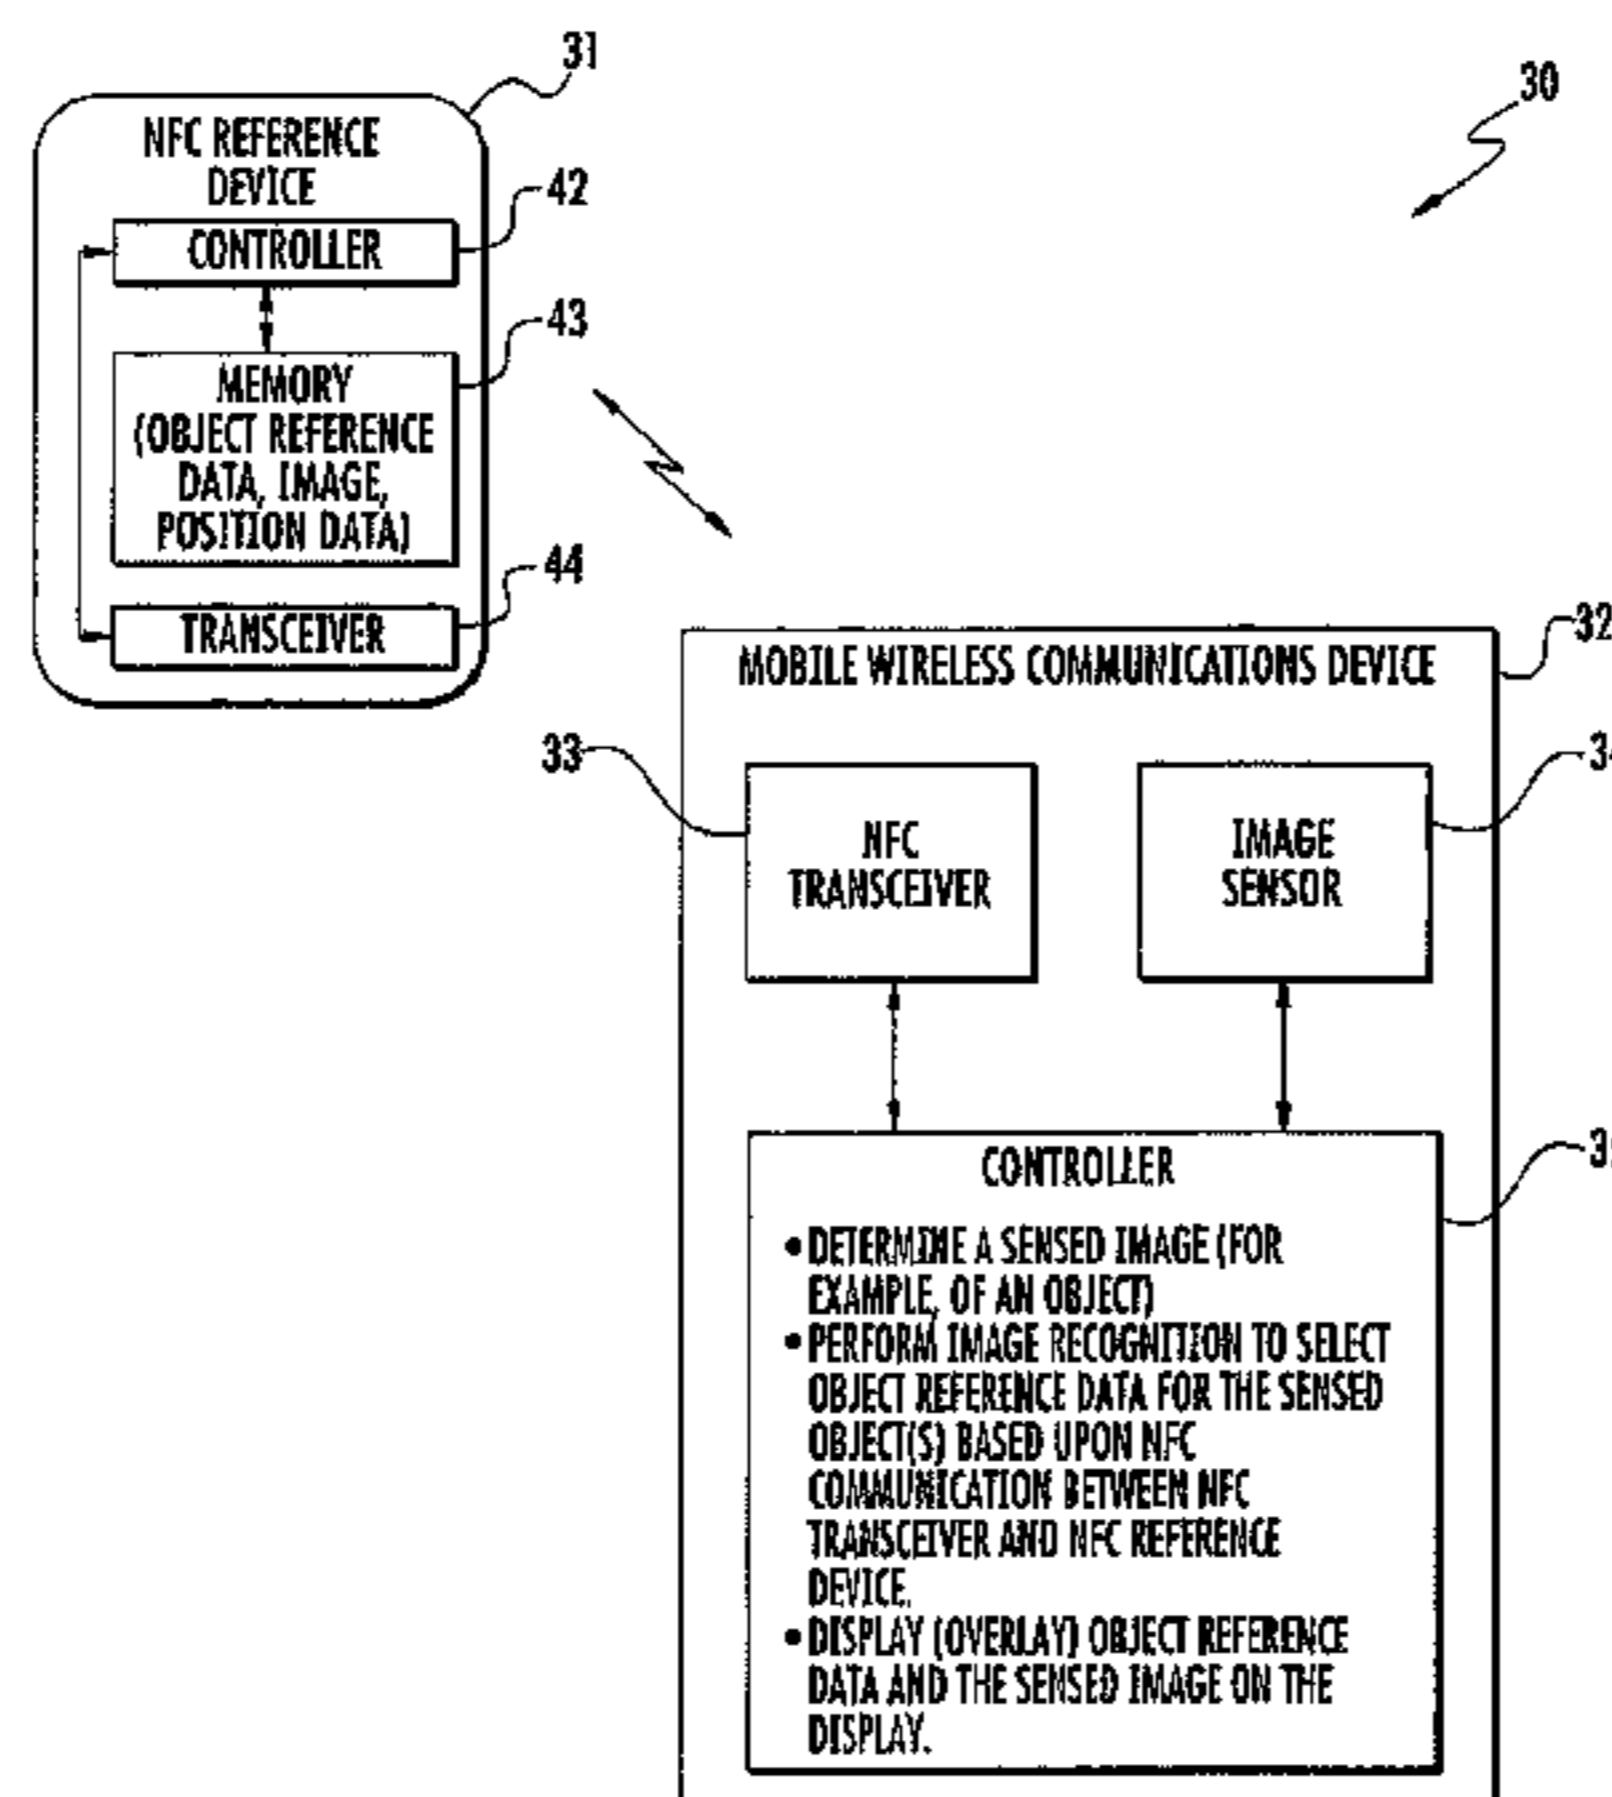 31
30
NFC REFERENCE
DEVICE
42
CONTROLLER
43
MEMORY
(OBJECT REFERENCE
DATA, IMAGE,
POSITION DATA)
44
TRANSCEIVER
32
MOBILE WIRELESS COMMUNICATIONS DEVICE
33
NFC
TRANSCEIVER
IMAGE
SENSOR
CONTROLLER
• DETERMINE A SENSED IMAGE (FOR
EXAMPLE, OF AN OBJECT)
• PERFORM IMAGE RECOGNITION TO SELECT
OBJECT REFERENCE DATA FOR THE SENSED
OBJECT(S) BASED UPON NFC
COMMUNICATION BETWEEN NFC
TRANSCEIVER AND NFC REFERENCE
DEVICE.
• DISPLAY (OVERLAY) OBJECT REFERENCE
DATA AND THE SENSED IMAGE ON THE
DISPLAY.